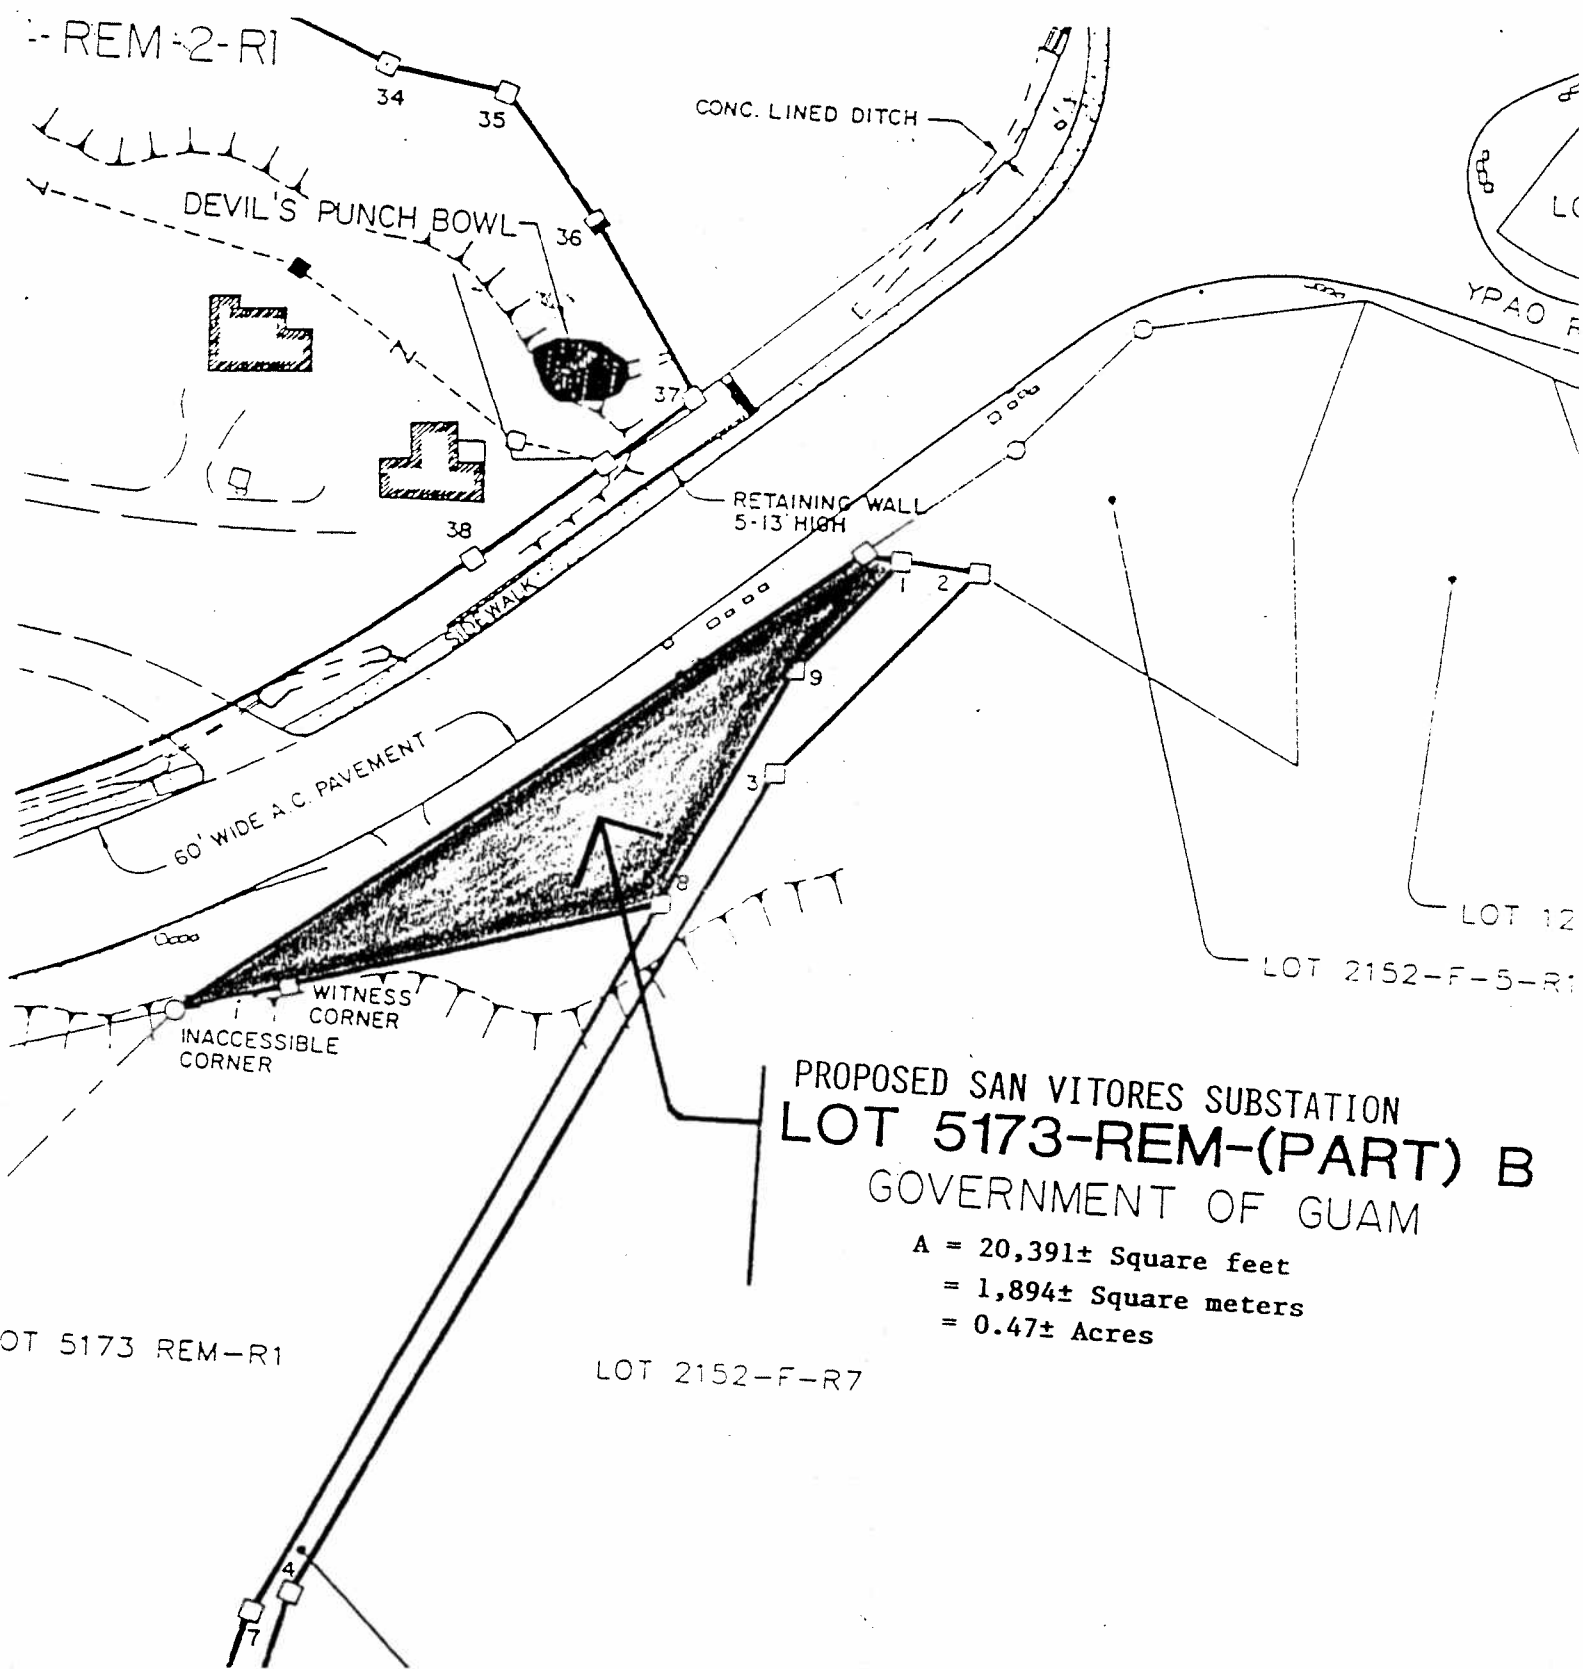 -REM-2-R1
34
35
CONC. LINED DITCH
DEVIL'S PUNCH BOWL
36
YPAO
37
RETAINING WALL
5-13' HIGH
38
1
2
SIDEWALK
9
3
60' WIDE A.C. PAVEMENT
8
LOT 12
LOT 2152-F-5-R1
WITNESS
CORNER
INACCESSIBLE
CORNER
PROPOSED SAN VITORES SUBSTATION
LOT 5173-REM-(PART) B
GOVERNMENT OF GUAM
A = 20,391± Square feet
= 1,894± Square meters
= 0.47± Acres
OT 5173 REM-R1
LOT 2152-F-R7
4
7